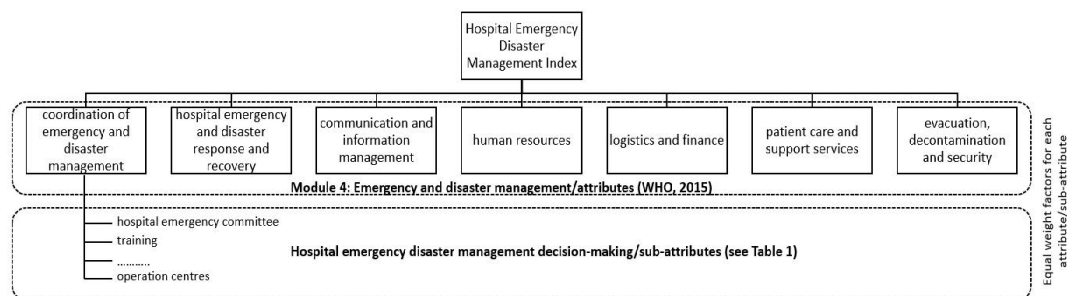 Hospital Emergency
Disaster
Management Index
coordination of
emergency and
disaster
management
hospital emergency
and disaster
response and
recovery
communication and
information
management
human resources
logistics and finance
patient care and
support services
evacuation,
decontamination
and security
Module 4: Emergency and disaster management/attributes (WHO, 2015)
hospital emergency committee
training
...........
operation centres
Hospital emergency disaster management decision-making/sub-attributes (see Table 1)
Equal weight factors for each
attribute/sub-attribute